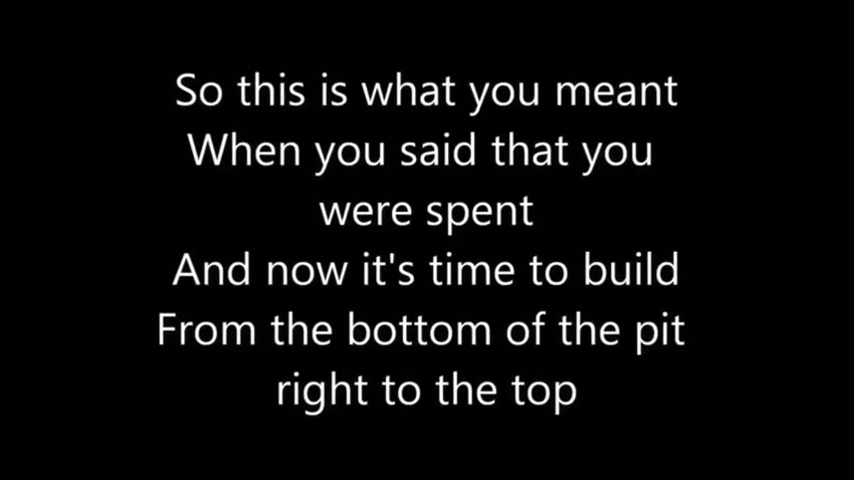 So this is what you meant
When you said that you
were spent
And now it's time to build
From the bottom of the pit
right to the top